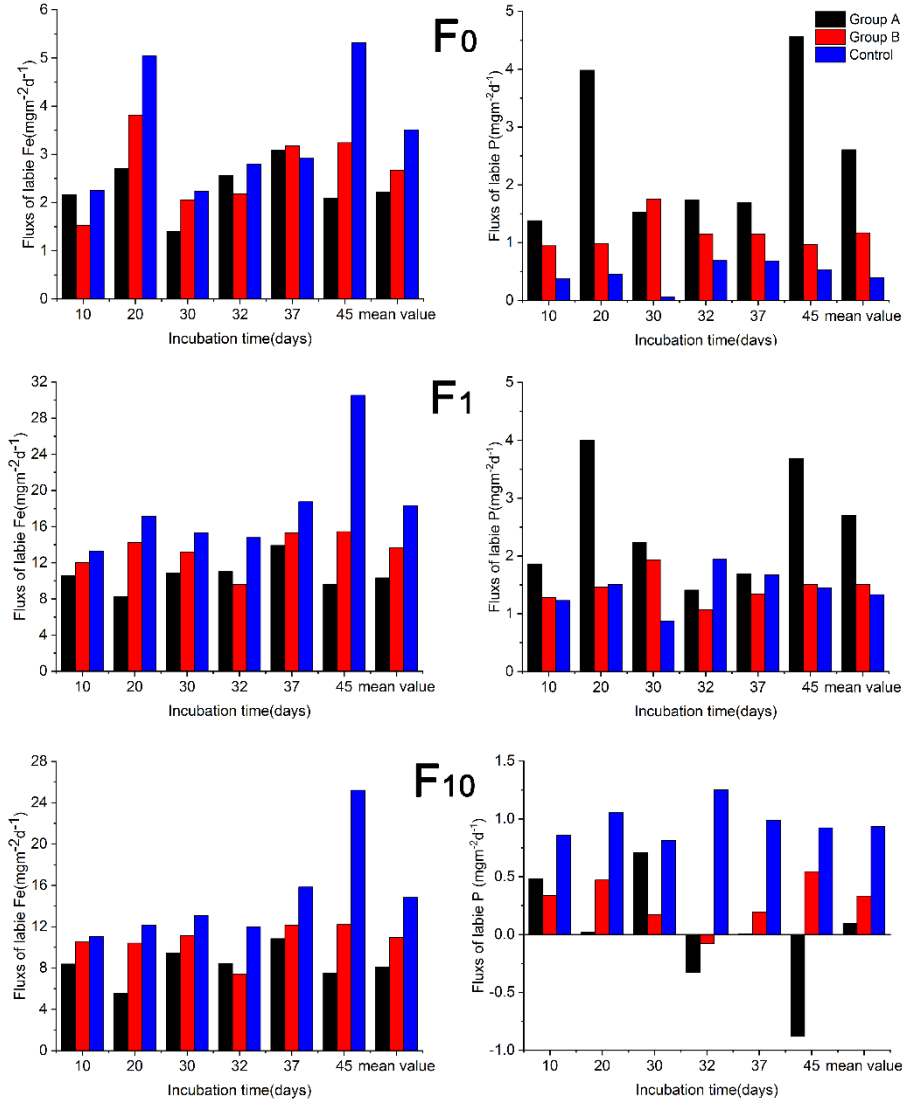 F0
Fluxs of labie Fe(mgm-2d-1)
6
5
4
3
2
1
0
10 20 30 32 37 45 mean value
Incubation time(days)
Group A
Group B
Control
Fluxs of labie P(mgm-2d-1)
5
4
3
2
1
0
10 20 30 32 37 45 mean value
Incubation time(days)
F1
Fluxs of labie Fe(mgm-2d-1)
32
28
24
20
16
12
8
4
0
10 20 30 32 37 45 mean value
Incubation time(days)
Fluxs of labie P(mgm-2d-1)
5
4
3
2
1
0
10 20 30 32 37 45 mean value
Incubation time(days)
F10
Fluxs of labie Fe(mgm-2d-1)
28
24
20
16
12
8
4
0
10 20 30 32 37 45 mean value
Incubation time(days)
Fluxs of labie P (mgm-2d-1)
1.5
1.0
0.5
0.0
-0.5
-1.0
10 20 30 32 37 45 mean value
Incubation time(days)